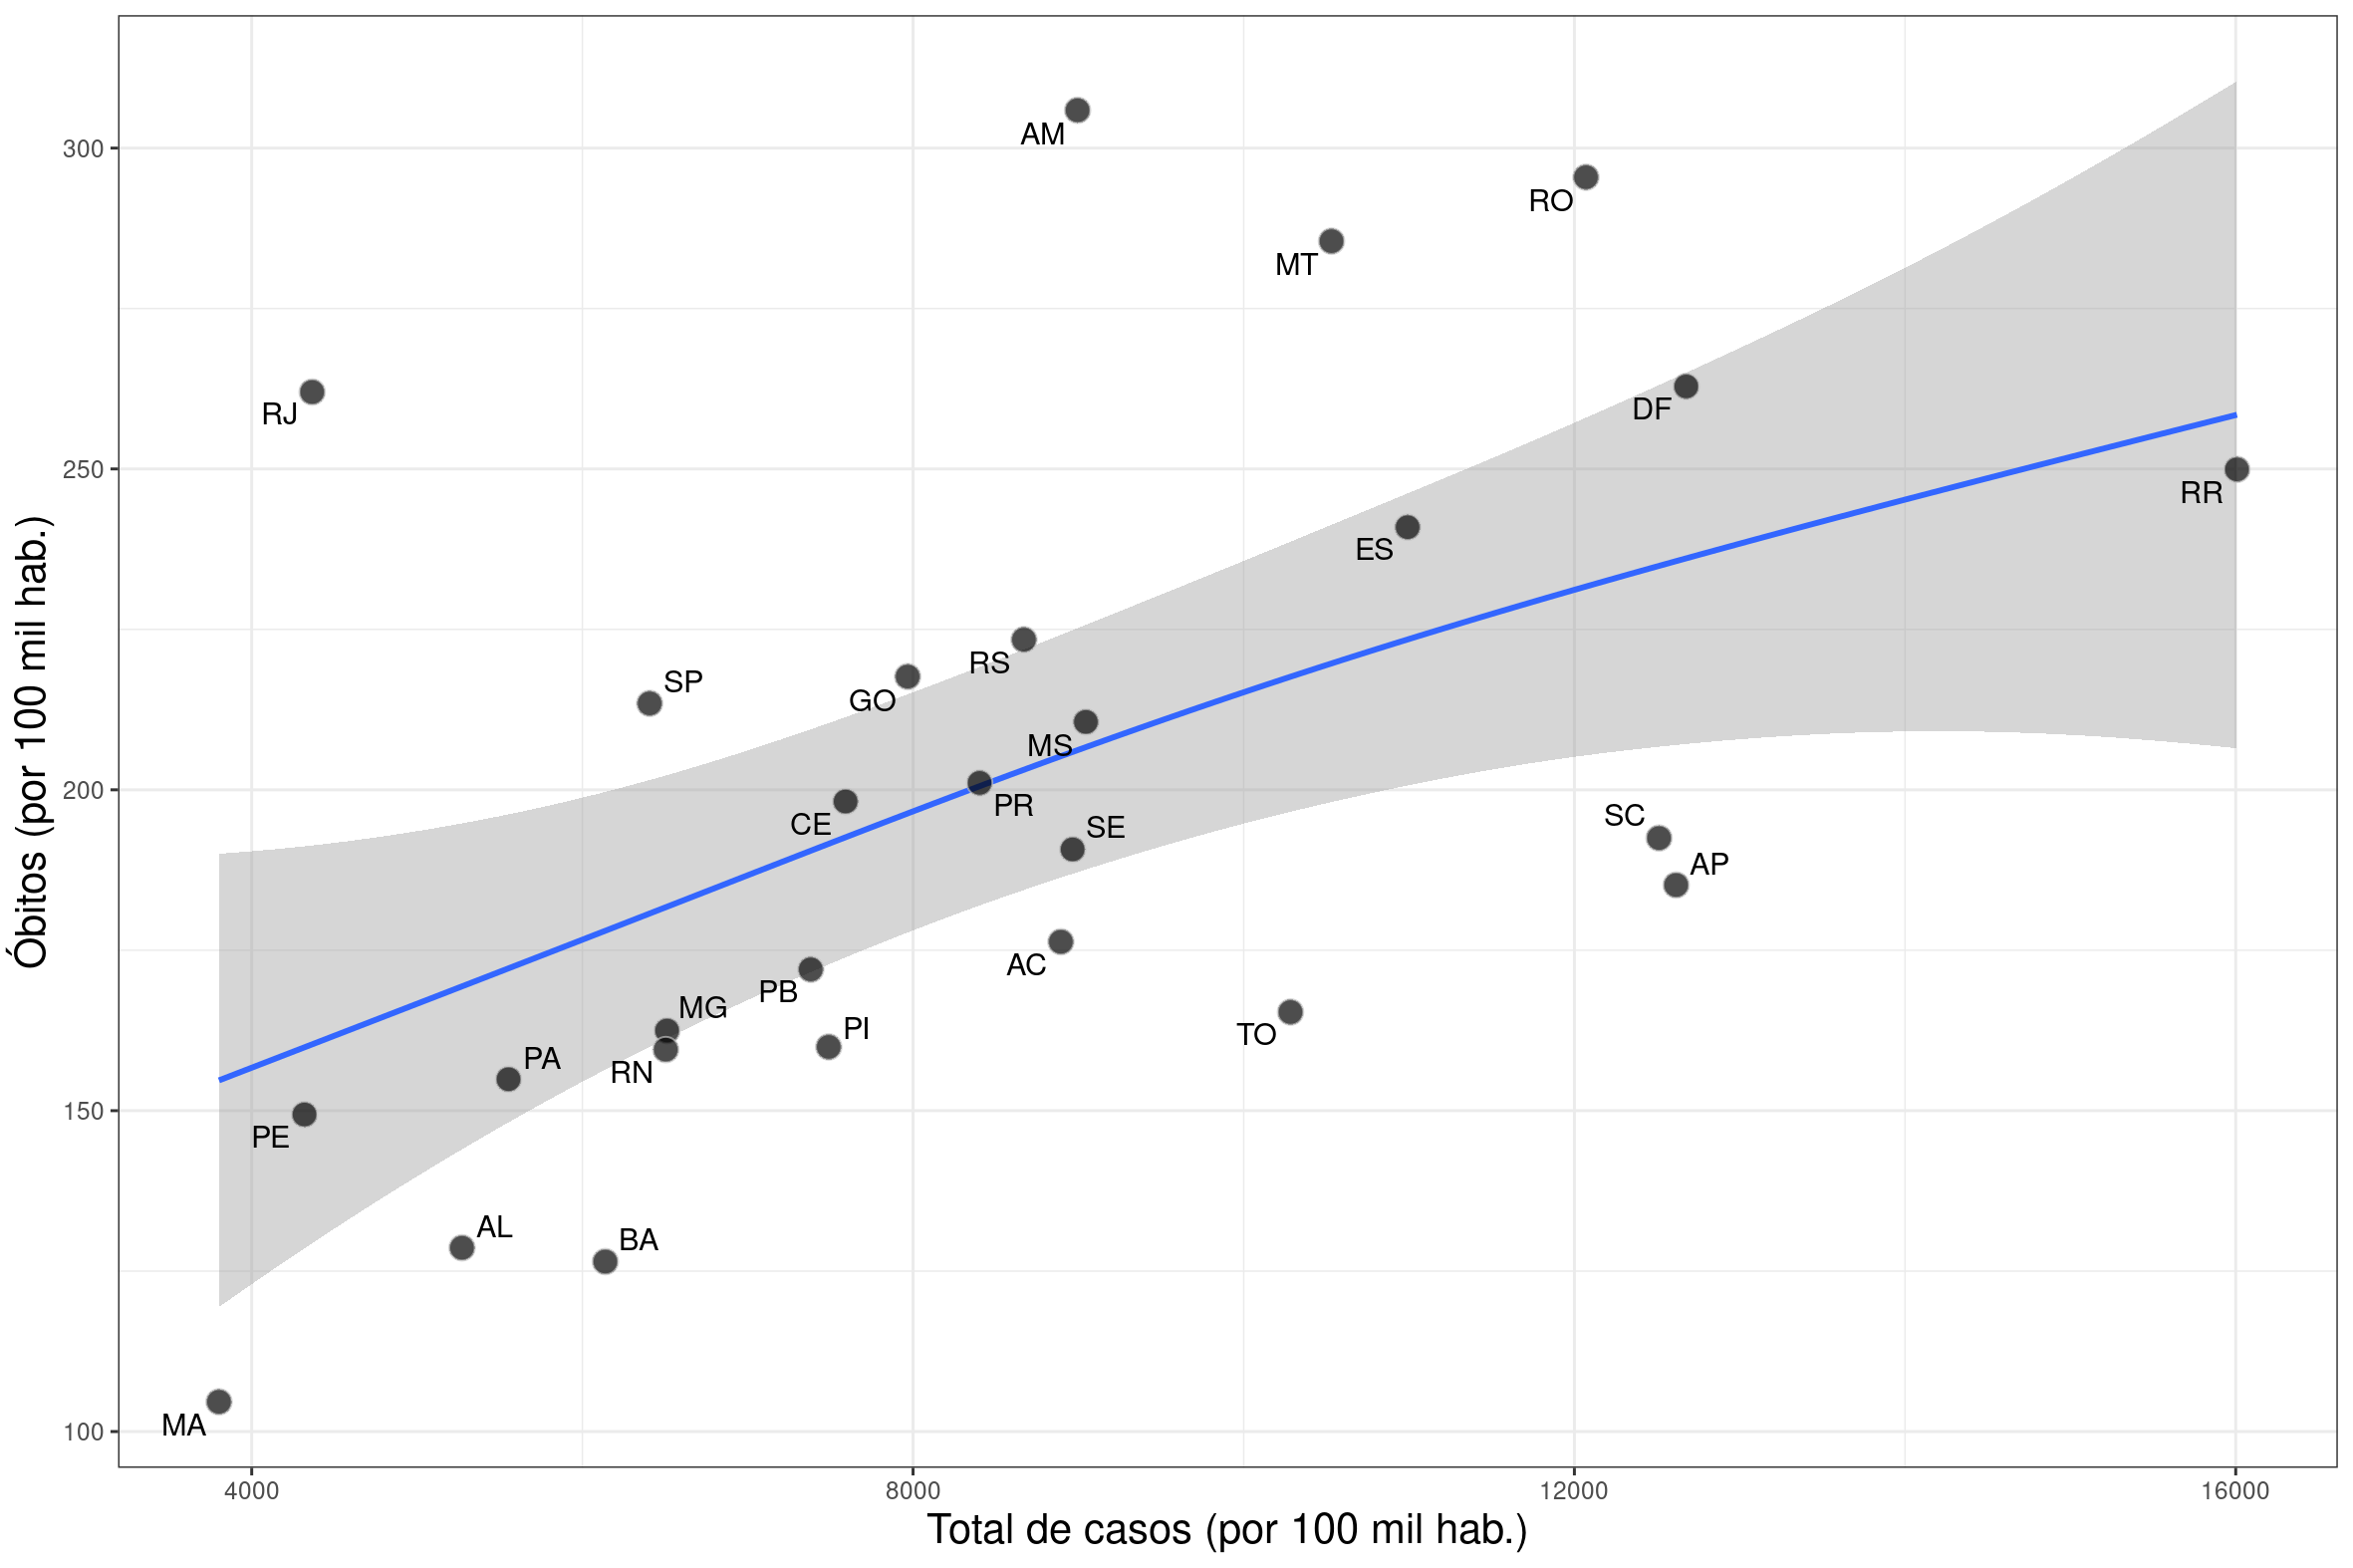 Óbitos (por 100 mil hab.)
300
250
200
150
100
AM
RO
MT
RJ
DF
RR
ES
RS
SP
GO
MS
CE
PR
SE
SC
AP
AC
PB
MG
PI
TO
PA
RN
PE
AL
BA
MA
4000 8000 12000 16000
Total de casos (por 100 mil hab.)